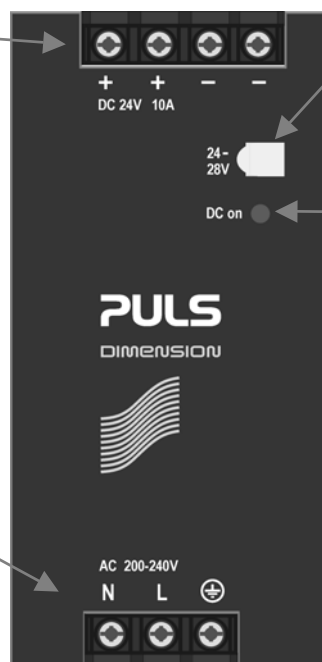 + + − −
DC 24V 10A
24-
28V
DC on
PULS
DIMENSION
AC 200-240V
N L